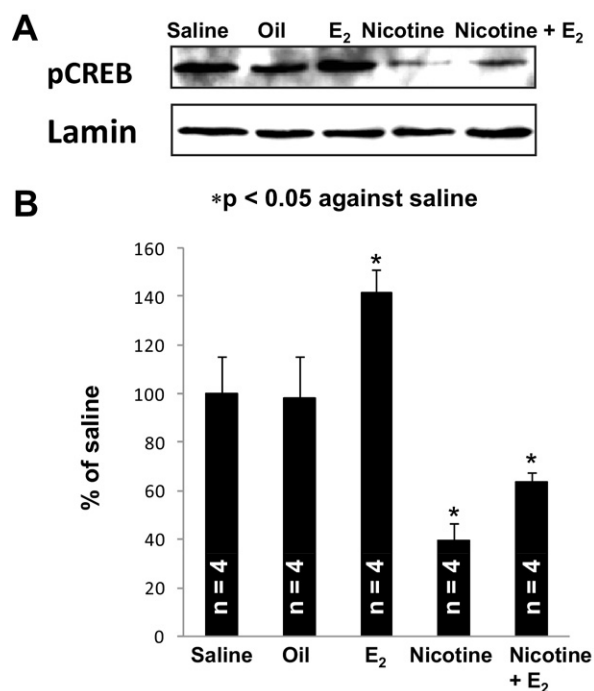 A
Saline Oil E₂ Nicotine Nicotine + E₂
pCREB
Lamin
B
*p < 0.05 against saline
% of saline
160
140
120
100
80
60
40
20
0
*
*
*
n = 4
n = 4
n = 4
n = 4
n = 4
Saline Oil E₂ Nicotine Nicotine
+ E₂